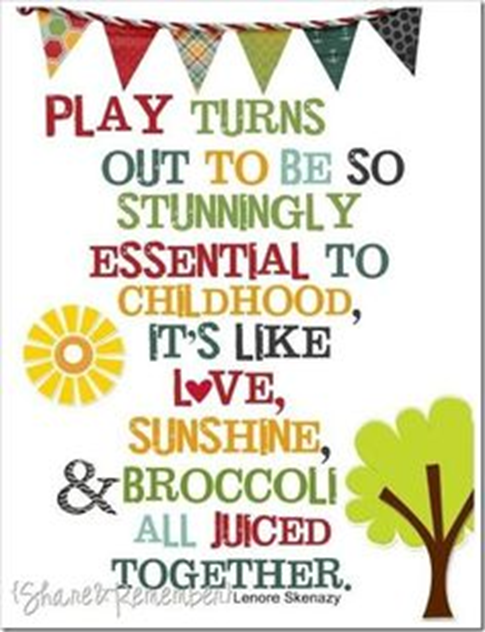 PLAY TURNS
OUT TO BE SO
STUNNINGLY
ESSENTIAL TO
CHILDHOOD,
IT'S LIKE
L♥VE,
SUNSHINE,
& BROCCOLI
ALL JUICED
TOGETHER.
{Share & Remember}
Lenore Skenazy